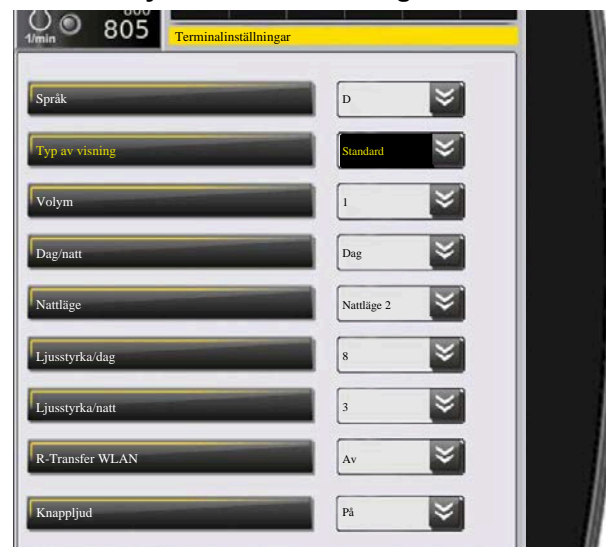 1/min 805
Terminalinställningar
Språk D
Typ av visning Standard
Volym 1
Dag/natt Dag
Nattläge Nattläge 2
Ljusstyrka/dag 8
Ljusstyrka/natt 3
R-Transfer WLAN Av
Knappljud På